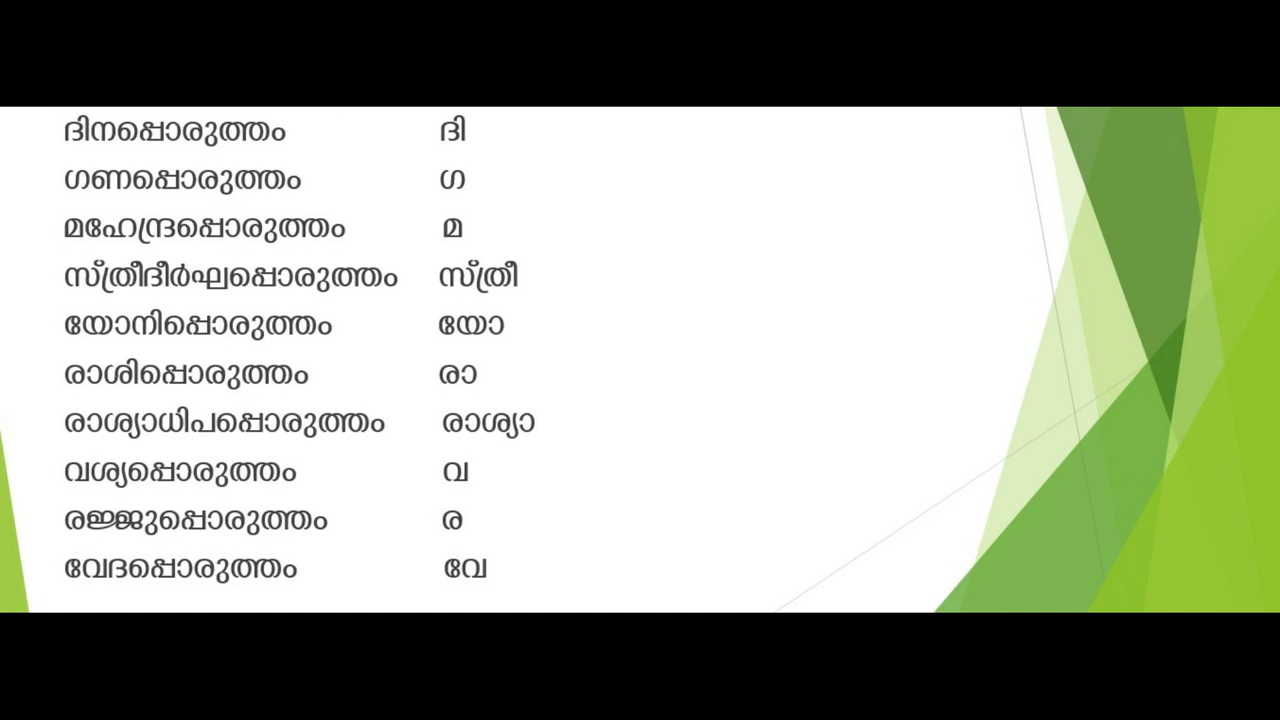 ദിനപ്പൊരുത്തം ദി
ഗണപ്പൊരുത്തം ഗ
മഹേന്ദ്രപ്പൊരുത്തം മ
സ്ത്രീദീർഘപ്പൊരുത്തം സ്ത്രീ
യോനിപ്പൊരുത്തം യോ
രാശിപ്പൊരുത്തം രാ
രാശ്യാധിപപ്പൊരുത്തം രാശ്യാ
വശ്യപ്പൊരുത്തം വ
രജ്ജുപ്പൊരുത്തം ര
വേദപ്പൊരുത്തം വേ